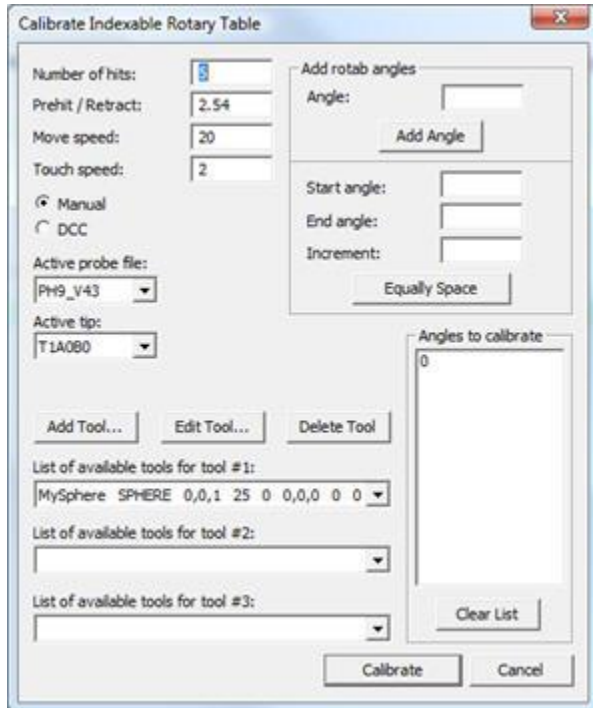 Calibrate Indexable Rotary Table
Number of hits:
5
Prehit / Retract:
2.54
Move speed:
20
Touch speed:
2
Manual
DCC
Active probe file:
PH9_V43
Active tip:
T1A0B0
Add rotab angles
Angle:
Add Angle
Start angle:
End angle:
Increment:
Equally Space
Angles to calibrate
0
Add Tool...
Edit Tool...
Delete Tool
List of available tools for tool #1:
MySphere SPHERE 0,0,1 25 0 0,0,0 0 0
List of available tools for tool #2:
List of available tools for tool #3:
Clear List
Calibrate
Cancel